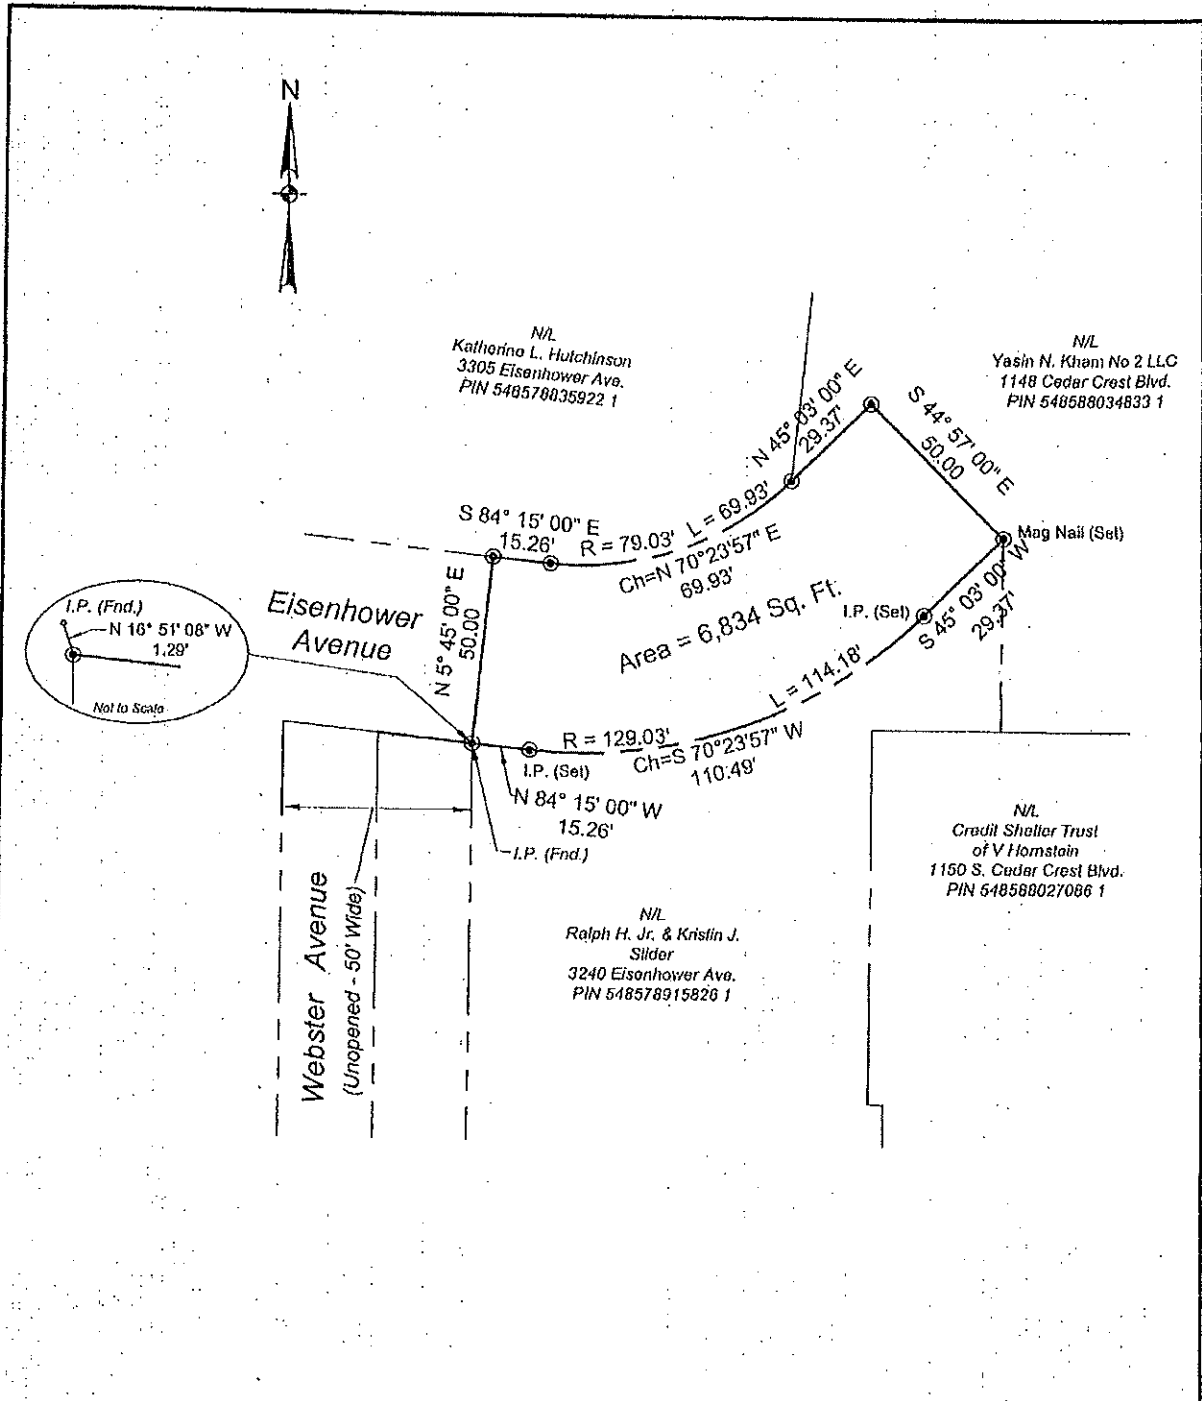 N
N/L
Katherine L. Hutchinson
3305 Eisenhower Ave.
PIN 548578835922 1
N/L
Yasin N. Kham No 2 LLC
1148 Cedar Crest Blvd.
PIN 548588034833 1
N 45° 03' 00" E
29.37'
S 44° 57' 00" E
50.00
S 84° 15' 00" E
15.26'
R = 79.03'
L = 69.93'
Ch=N 70°23'57" E
69.93'
Mag Nail (Set)
I.P. (Set)
S 45° 03' 00" W
29.37'
Area = 6,834 Sq. Ft.
N 5° 45' 00" E
50.00
Eisenhower
Avenue
I.P. (Fnd.)
N 16° 51' 08" W
1.29'
Not to Scale
L = 114.18'
R = 129.03'
Ch=S 70°23'57" W
110.49'
I.P. (Set)
N 84° 15' 00" W
15.26'
I.P. (Fnd.)
Webster Avenue
(Unopened - 50' Wide)
N/L
Ralph H. Jr. & Kristin J.
Slider
3240 Eisenhower Ave.
PIN 548578915826 1
N/L
Credit Shelter Trust
of V Hornstein
1150 S. Cedar Crest Blvd.
PIN 548588027086 1